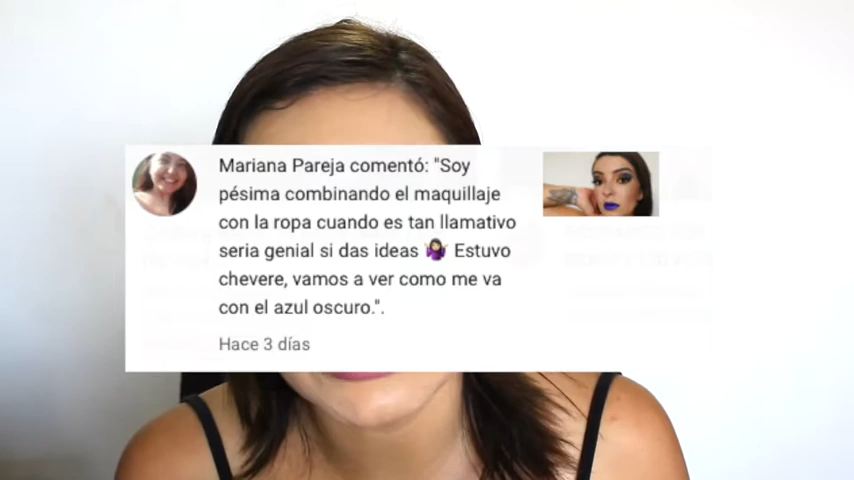 Mariana Pareja comentó: "Soy
pésima combinando el maquillaje
con la ropa cuando es tan llamativo
seria genial si das ideas 🤷🏻‍♀️ Estuvo
chevere, vamos a ver como me va
con el azul oscuro.".
Hace 3 días